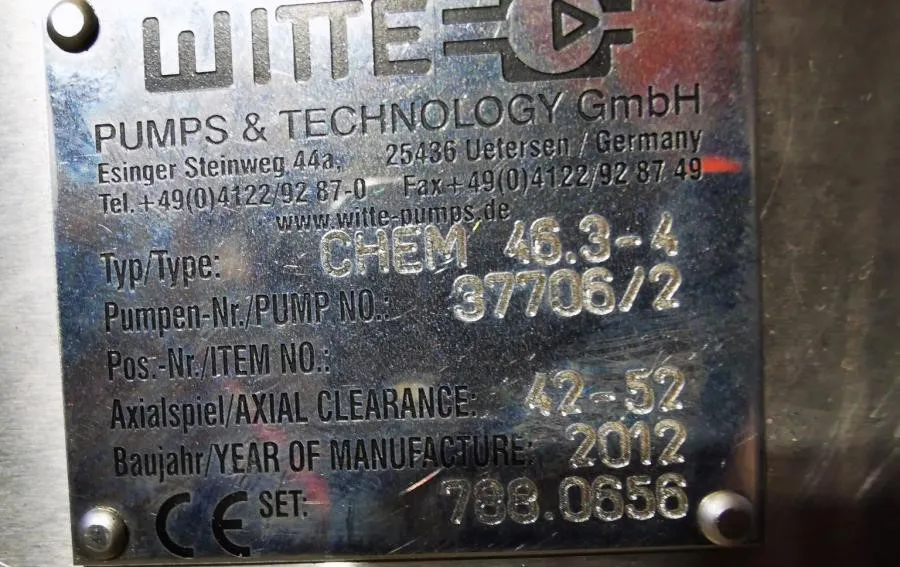 WITTE
PUMPS & TECHNOLOGY GmbH
Esinger Steinweg 44a, 25436 Uetersen / Germany
Tel.+49(0)4122/92 87-0 Fax+49(0)4122/92 87 49
www.witte-pumps.de
Typ/Type: CHEM 46.3-4
Pumpen-Nr./PUMP NO.: 37706/2
Pos.-Nr./ITEM NO.:
Axialspiel/AXIAL CLEARANCE: 42-52
Baujahr/YEAR OF MANUFACTURE: 2012
CE SET: 788.0656